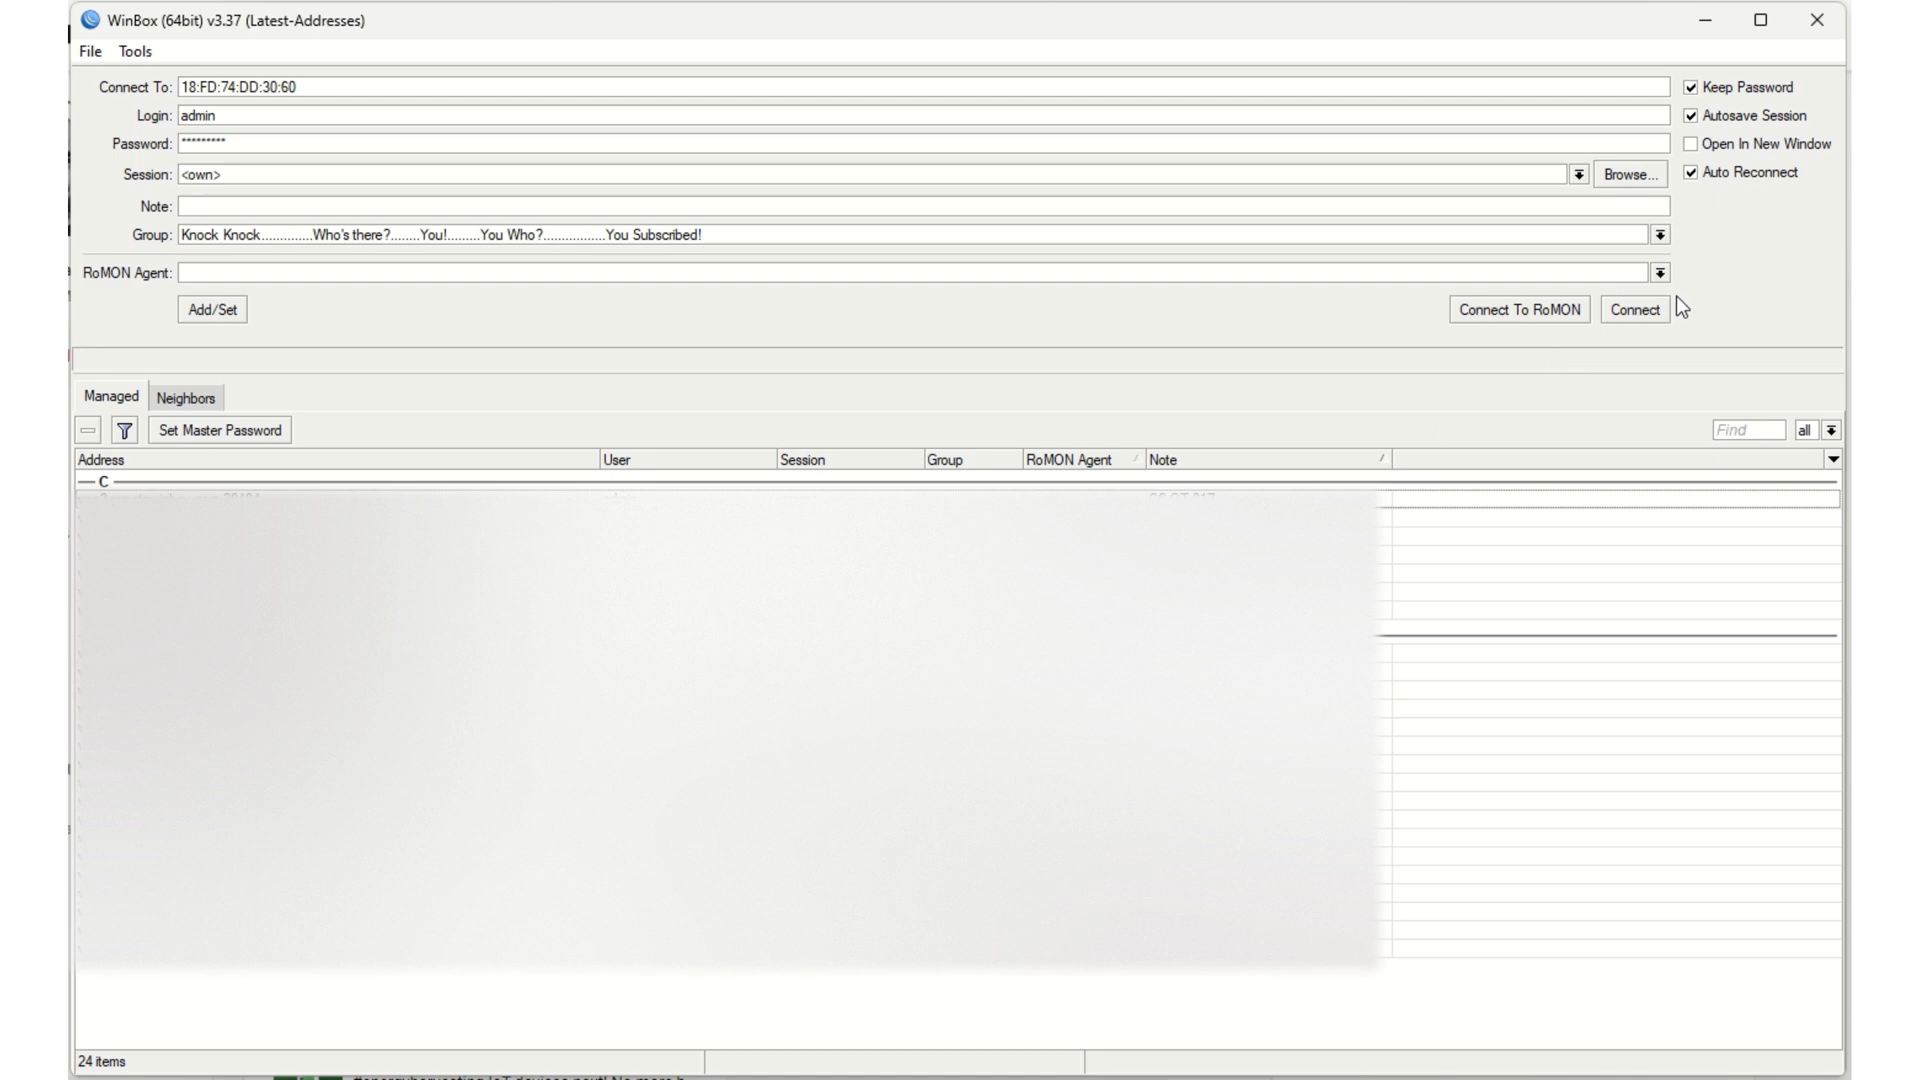 WinBox (64bit) v3.37 (Latest-Addresses)
File Tools
Connect To: 18:FD:74:DD:30:60
Keep Password
Login: admin
Autosave Session
Password: *********
Open In New Window
Session: <own>
Browse...
Auto Reconnect
Note:
Group: Knock Knock..............Who's there?........You!.........You Who?.................You Subscribed!
RoMON Agent:
Add/Set
Connect To RoMON
Connect
Managed Neighbors
Set Master Password
Find
all
Address User Session Group RoMON Agent Note
C
24 items